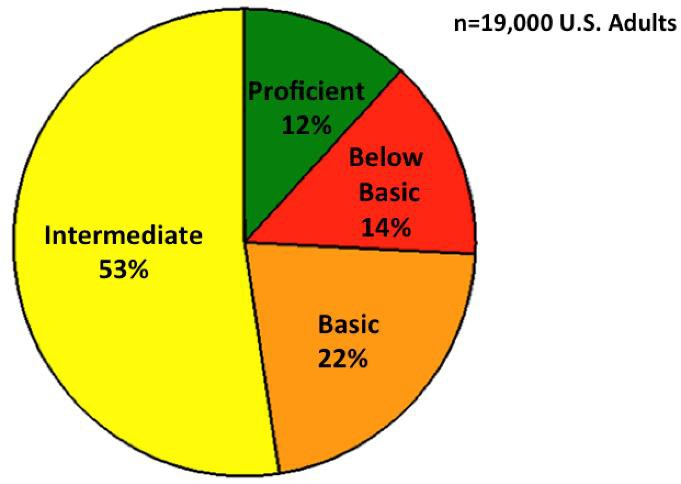 n=19,000 U.S. Adults
Proficient
12%
Below
Basic
14%
Intermediate
53%
Basic
22%